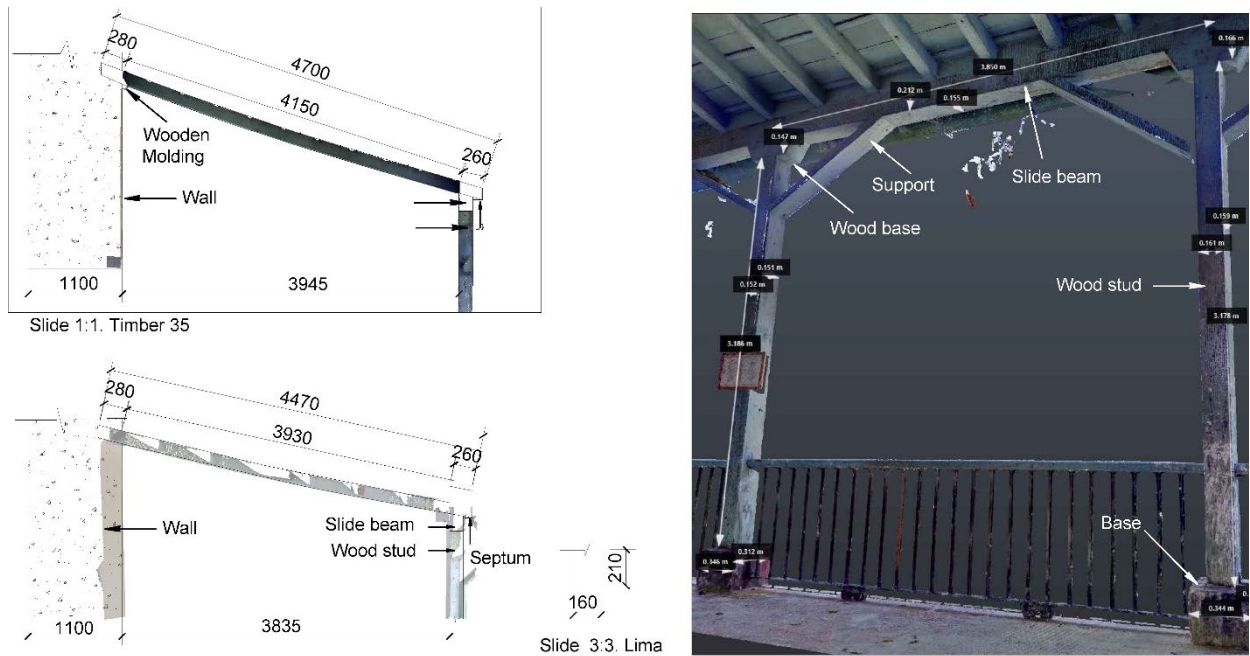 280
4700
4150
260
Wooden
Molding
Wall
1100
3945
Slide 1:1. Timber 35
280
4470
3930
260
Wall
Slide beam
Wood stud
Septum
1100
3835
210
160
Slide 3:3. Lima
0.166 m
3.850 m
0.212 m
0.155 m
0.147 m
Support
Slide beam
Wood base
0.159 m
0.161 m
0.151 m
0.152 m
Wood stud
3.178 m
3.186 m
Base
0.346 m
0.312 m
0.344 m